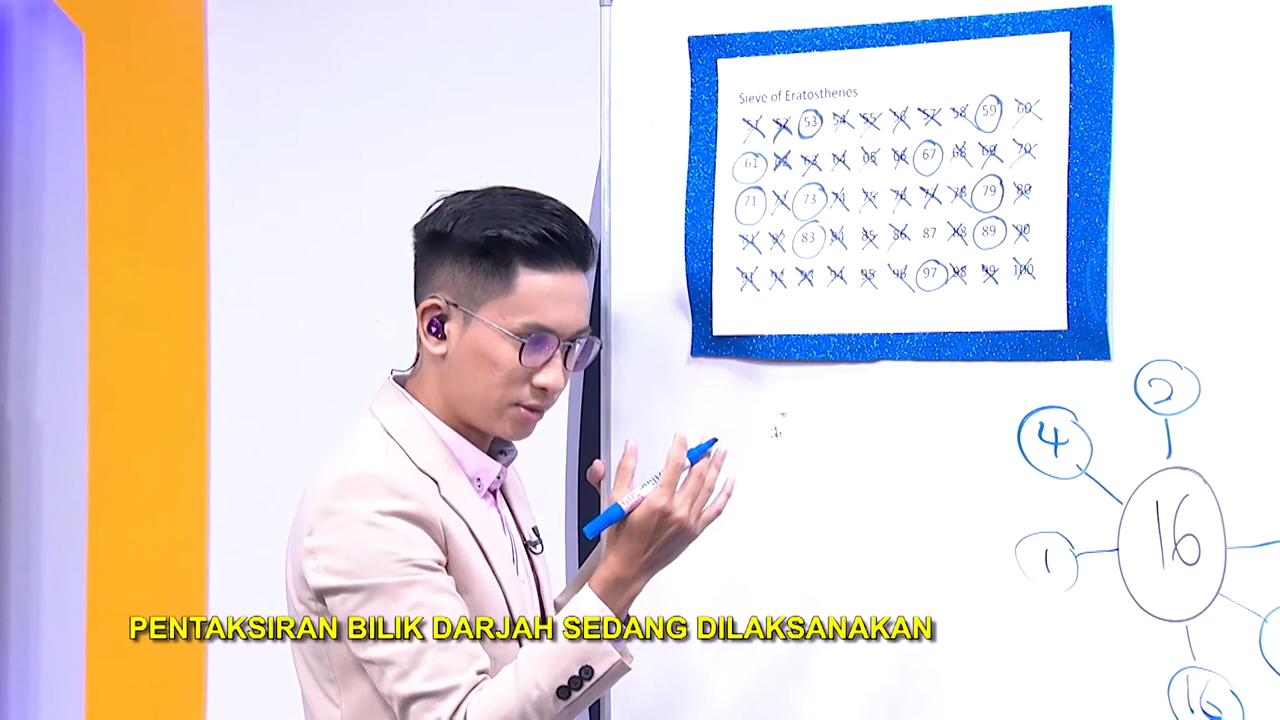 Sieve of Eratosthenes
51 52 53 54 55 56 57 58 59 60
61 62 63 64 65 66 67 68 69 70
71 72 73 74 75 76 77 78 79 80
81 82 83 84 85 86 87 88 89 90
91 92 93 94 95 96 97 98 99 100
2
4
16
1
16
PENTAKSIRAN BILIK DARJAH SEDANG DILAKSANAKAN